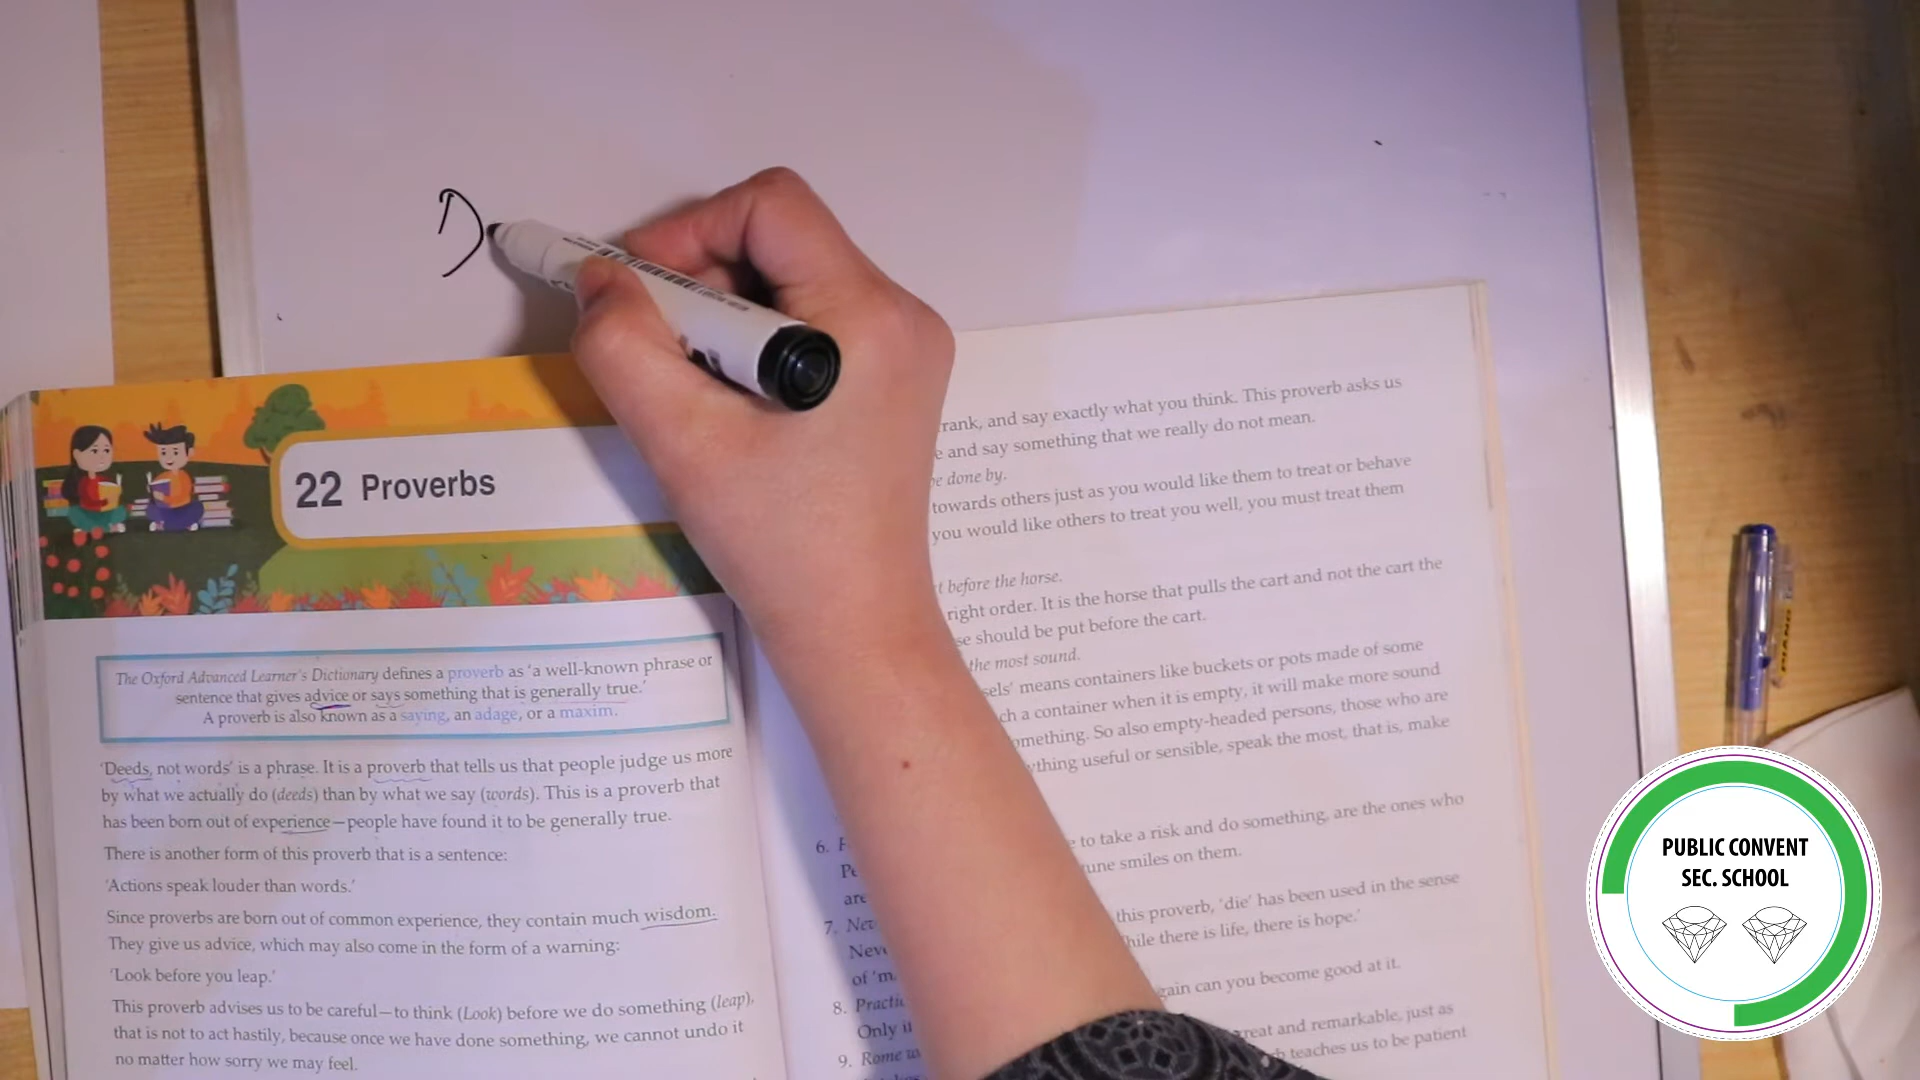 22 Proverbs
The Oxford Advanced Learner's Dictionary defines a proverb as 'a well-known phrase or
sentence that gives advice or says something that is generally true.'
A proverb is also known as a saying, an adage, or a maxim.
'Deeds, not words' is a phrase. It is a proverb that tells us that people judge us more
by what we actually do (deeds) than by what we say (words). This is a proverb that
has been born out of experience—people have found it to be generally true.
There is another form of this proverb that is a sentence:
'Actions speak louder than words.'
Since proverbs are born out of common experience, they contain much wisdom.
They give us advice, which may also come in the form of a warning:
'Look before you leap.'
This proverb advises us to be careful—to think (Look) before we do something (leap),
that is not to act hastily, because once we have done something, we cannot undo it
no matter how sorry we may feel.
rank, and say exactly what you think. This proverb asks us
e and say something that we really do not mean.
be done by.
towards others just as you would like them to treat or behave
you would like others to treat you well, you must treat them
t before the horse.
right order. It is the horse that pulls the cart and not the cart the
se should be put before the cart.
the most sound.
sels' means containers like buckets or pots made of some
ch a container when it is empty, it will make more sound
omething. So also empty-headed persons, those who are
ything useful or sensible, speak the most, that is, make
6. F
e to take a risk and do something, are the ones who
Pe
une smiles on them.
are
7. Nev
this proverb, 'die' has been used in the sense
Neve
hile there is life, there is hope.'
of 'm
8. Practic
gain can you become good at it.
Only i
9. Rome w
reat and remarkable, just as
h teaches us to be patient
PUBLIC CONVENT
SEC. SCHOOL